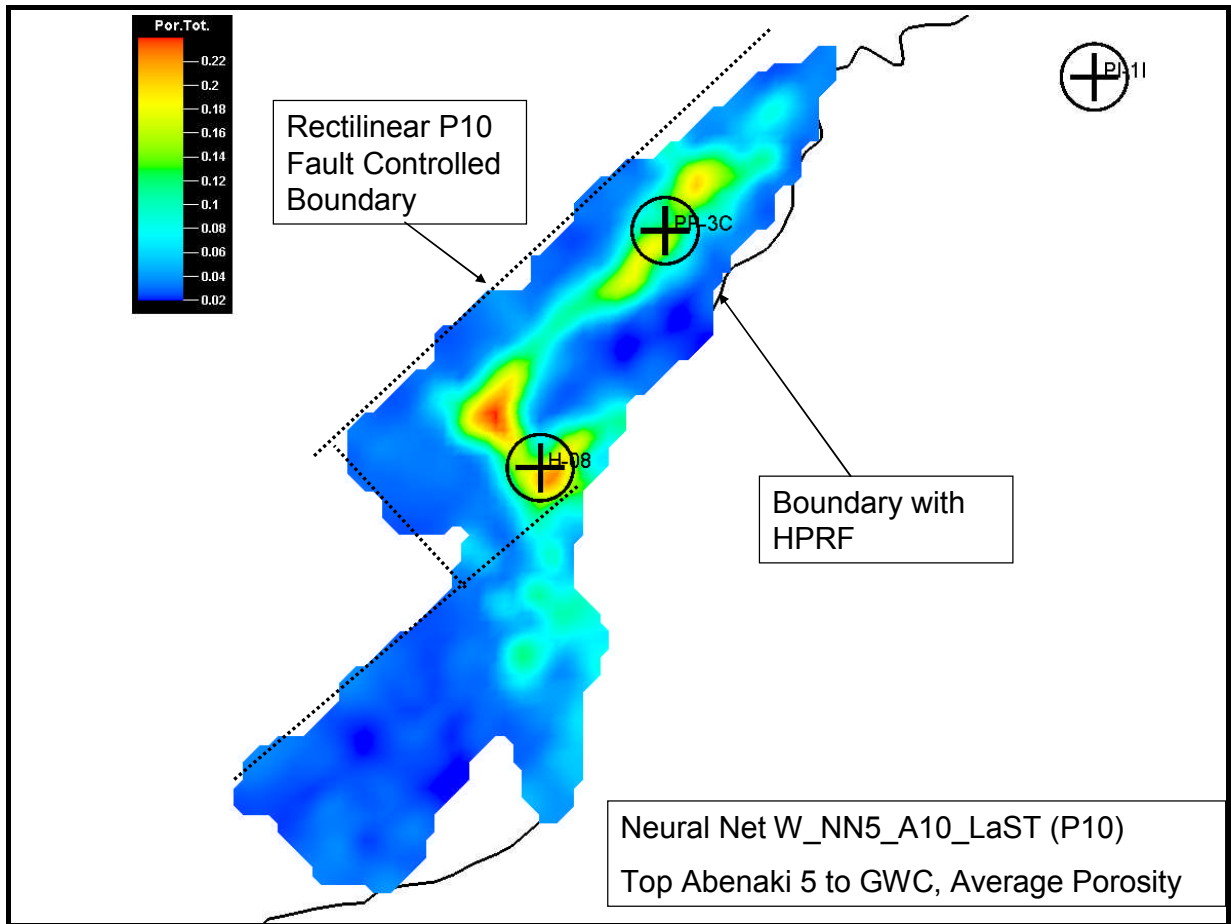 Por.Tot.
0.22
0.2
0.18
0.16
0.14
0.12
0.1
0.08
0.06
0.04
0.02
Rectilinear P10
Fault Controlled
Boundary
PI-1I
PP-3C
H-08
Boundary with
HPRF
Neural Net W_NN5_A10_LaST (P10)
Top Abenaki 5 to GWC, Average Porosity